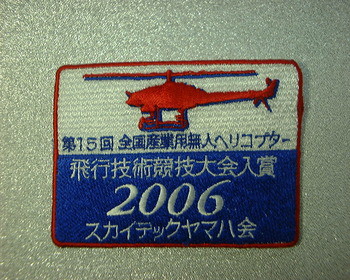 第15回 全国産業用無人ヘリコプター
飛行技術競技大会入賞
2006
スカイテックヤマハ会